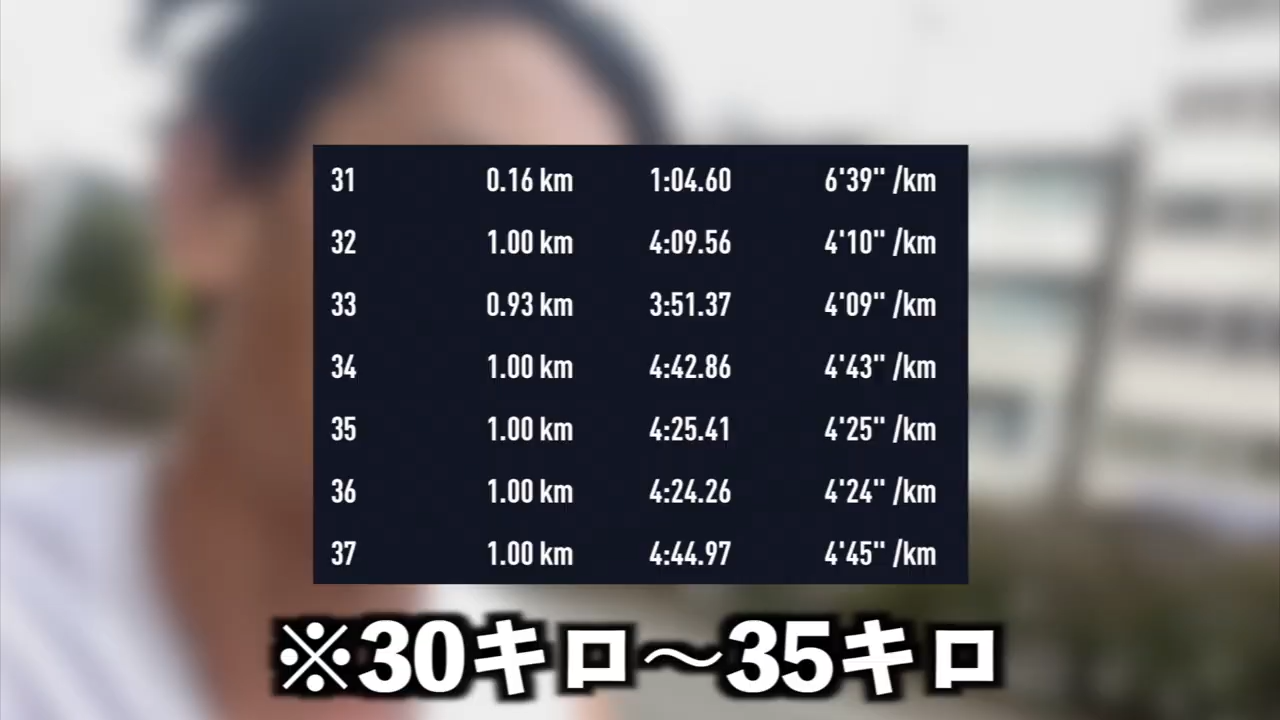 31 0.16 km 1:04.60 6'39" /km
32 1.00 km 4:09.56 4'10" /km
33 0.93 km 3:51.37 4'09" /km
34 1.00 km 4:42.86 4'43" /km
35 1.00 km 4:25.41 4'25" /km
36 1.00 km 4:24.26 4'24" /km
37 1.00 km 4:44.97 4'45" /km
※30キロ～35キロ